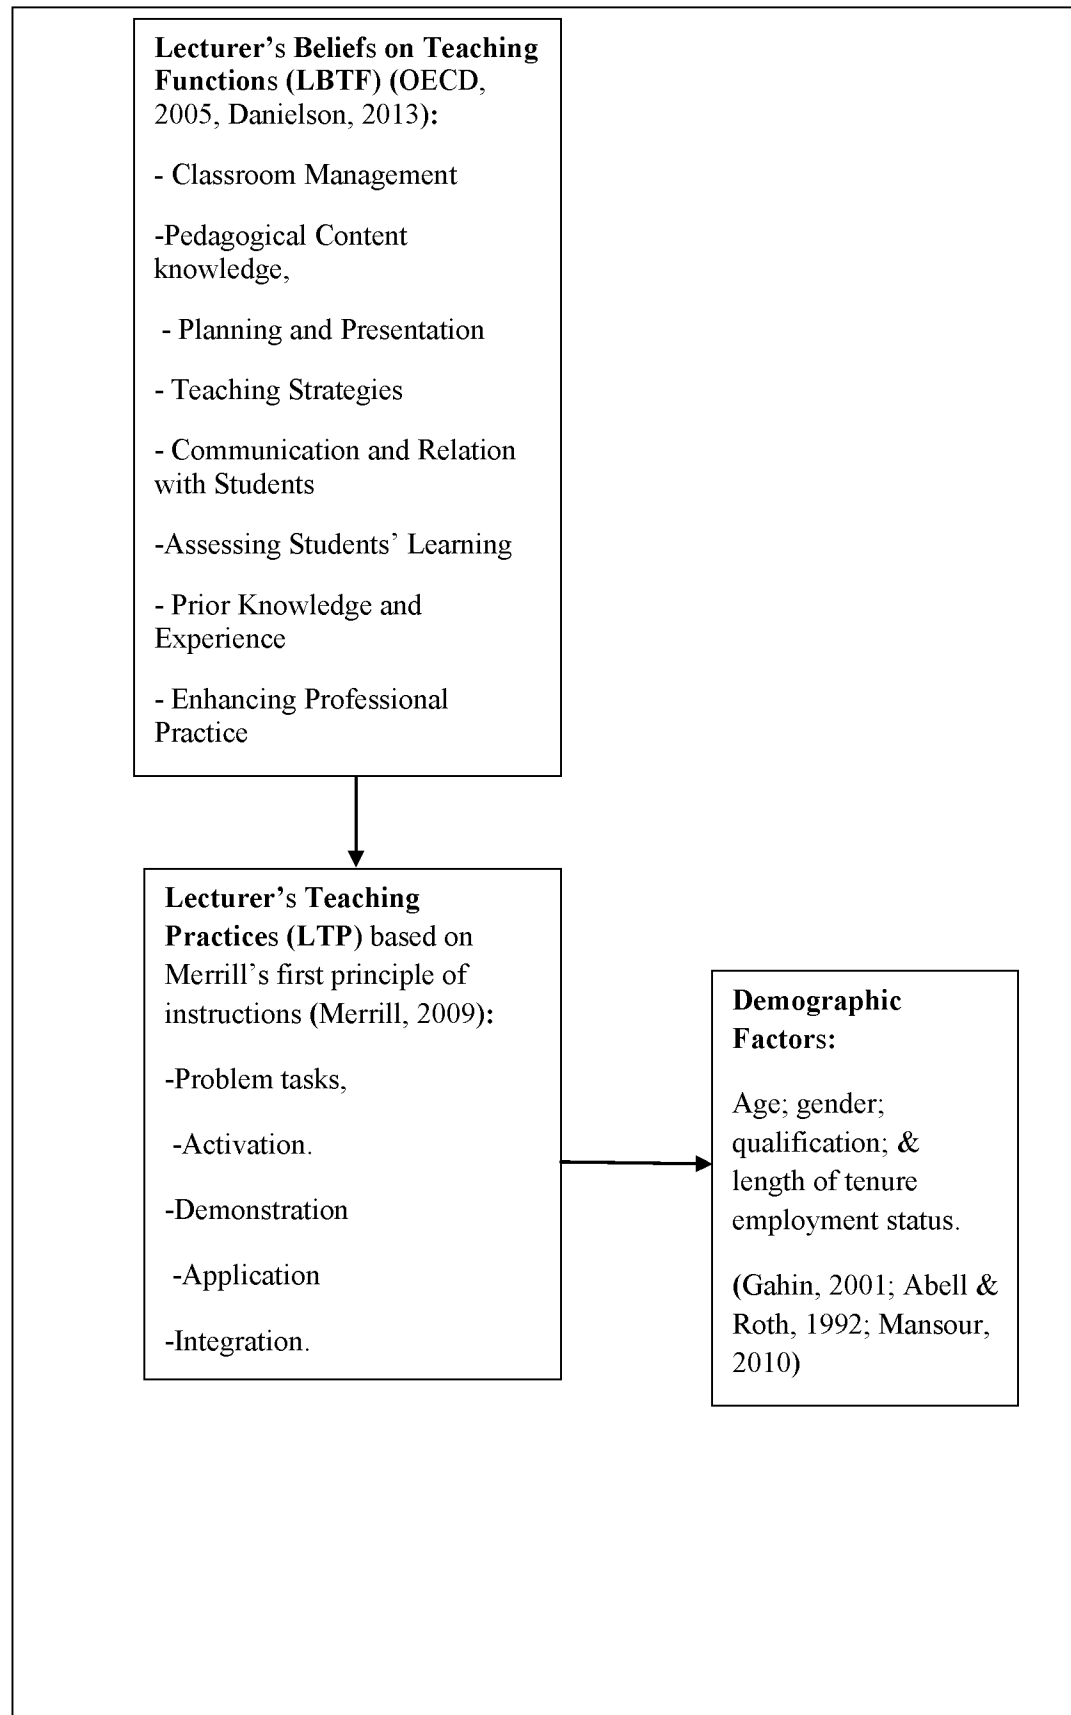 Lecturer’s Beliefs on Teaching
Functions (LBTF) (OECD,
2005, Danielson, 2013):
- Classroom Management
-Pedagogical Content
knowledge,
- Planning and Presentation
- Teaching Strategies
- Communication and Relation
with Students
-Assessing Students’ Learning
- Prior Knowledge and
Experience
- Enhancing Professional
Practice
Lecturer’s Teaching
Practices (LTP) based on
Merrill’s first principle of
instructions (Merrill, 2009):
-Problem tasks,
-Activation.
-Demonstration
-Application
-Integration.
Demographic
Factors:
Age; gender;
qualification; &
length of tenure
employment status.
(Gahin, 2001; Abell &
Roth, 1992; Mansour,
2010)